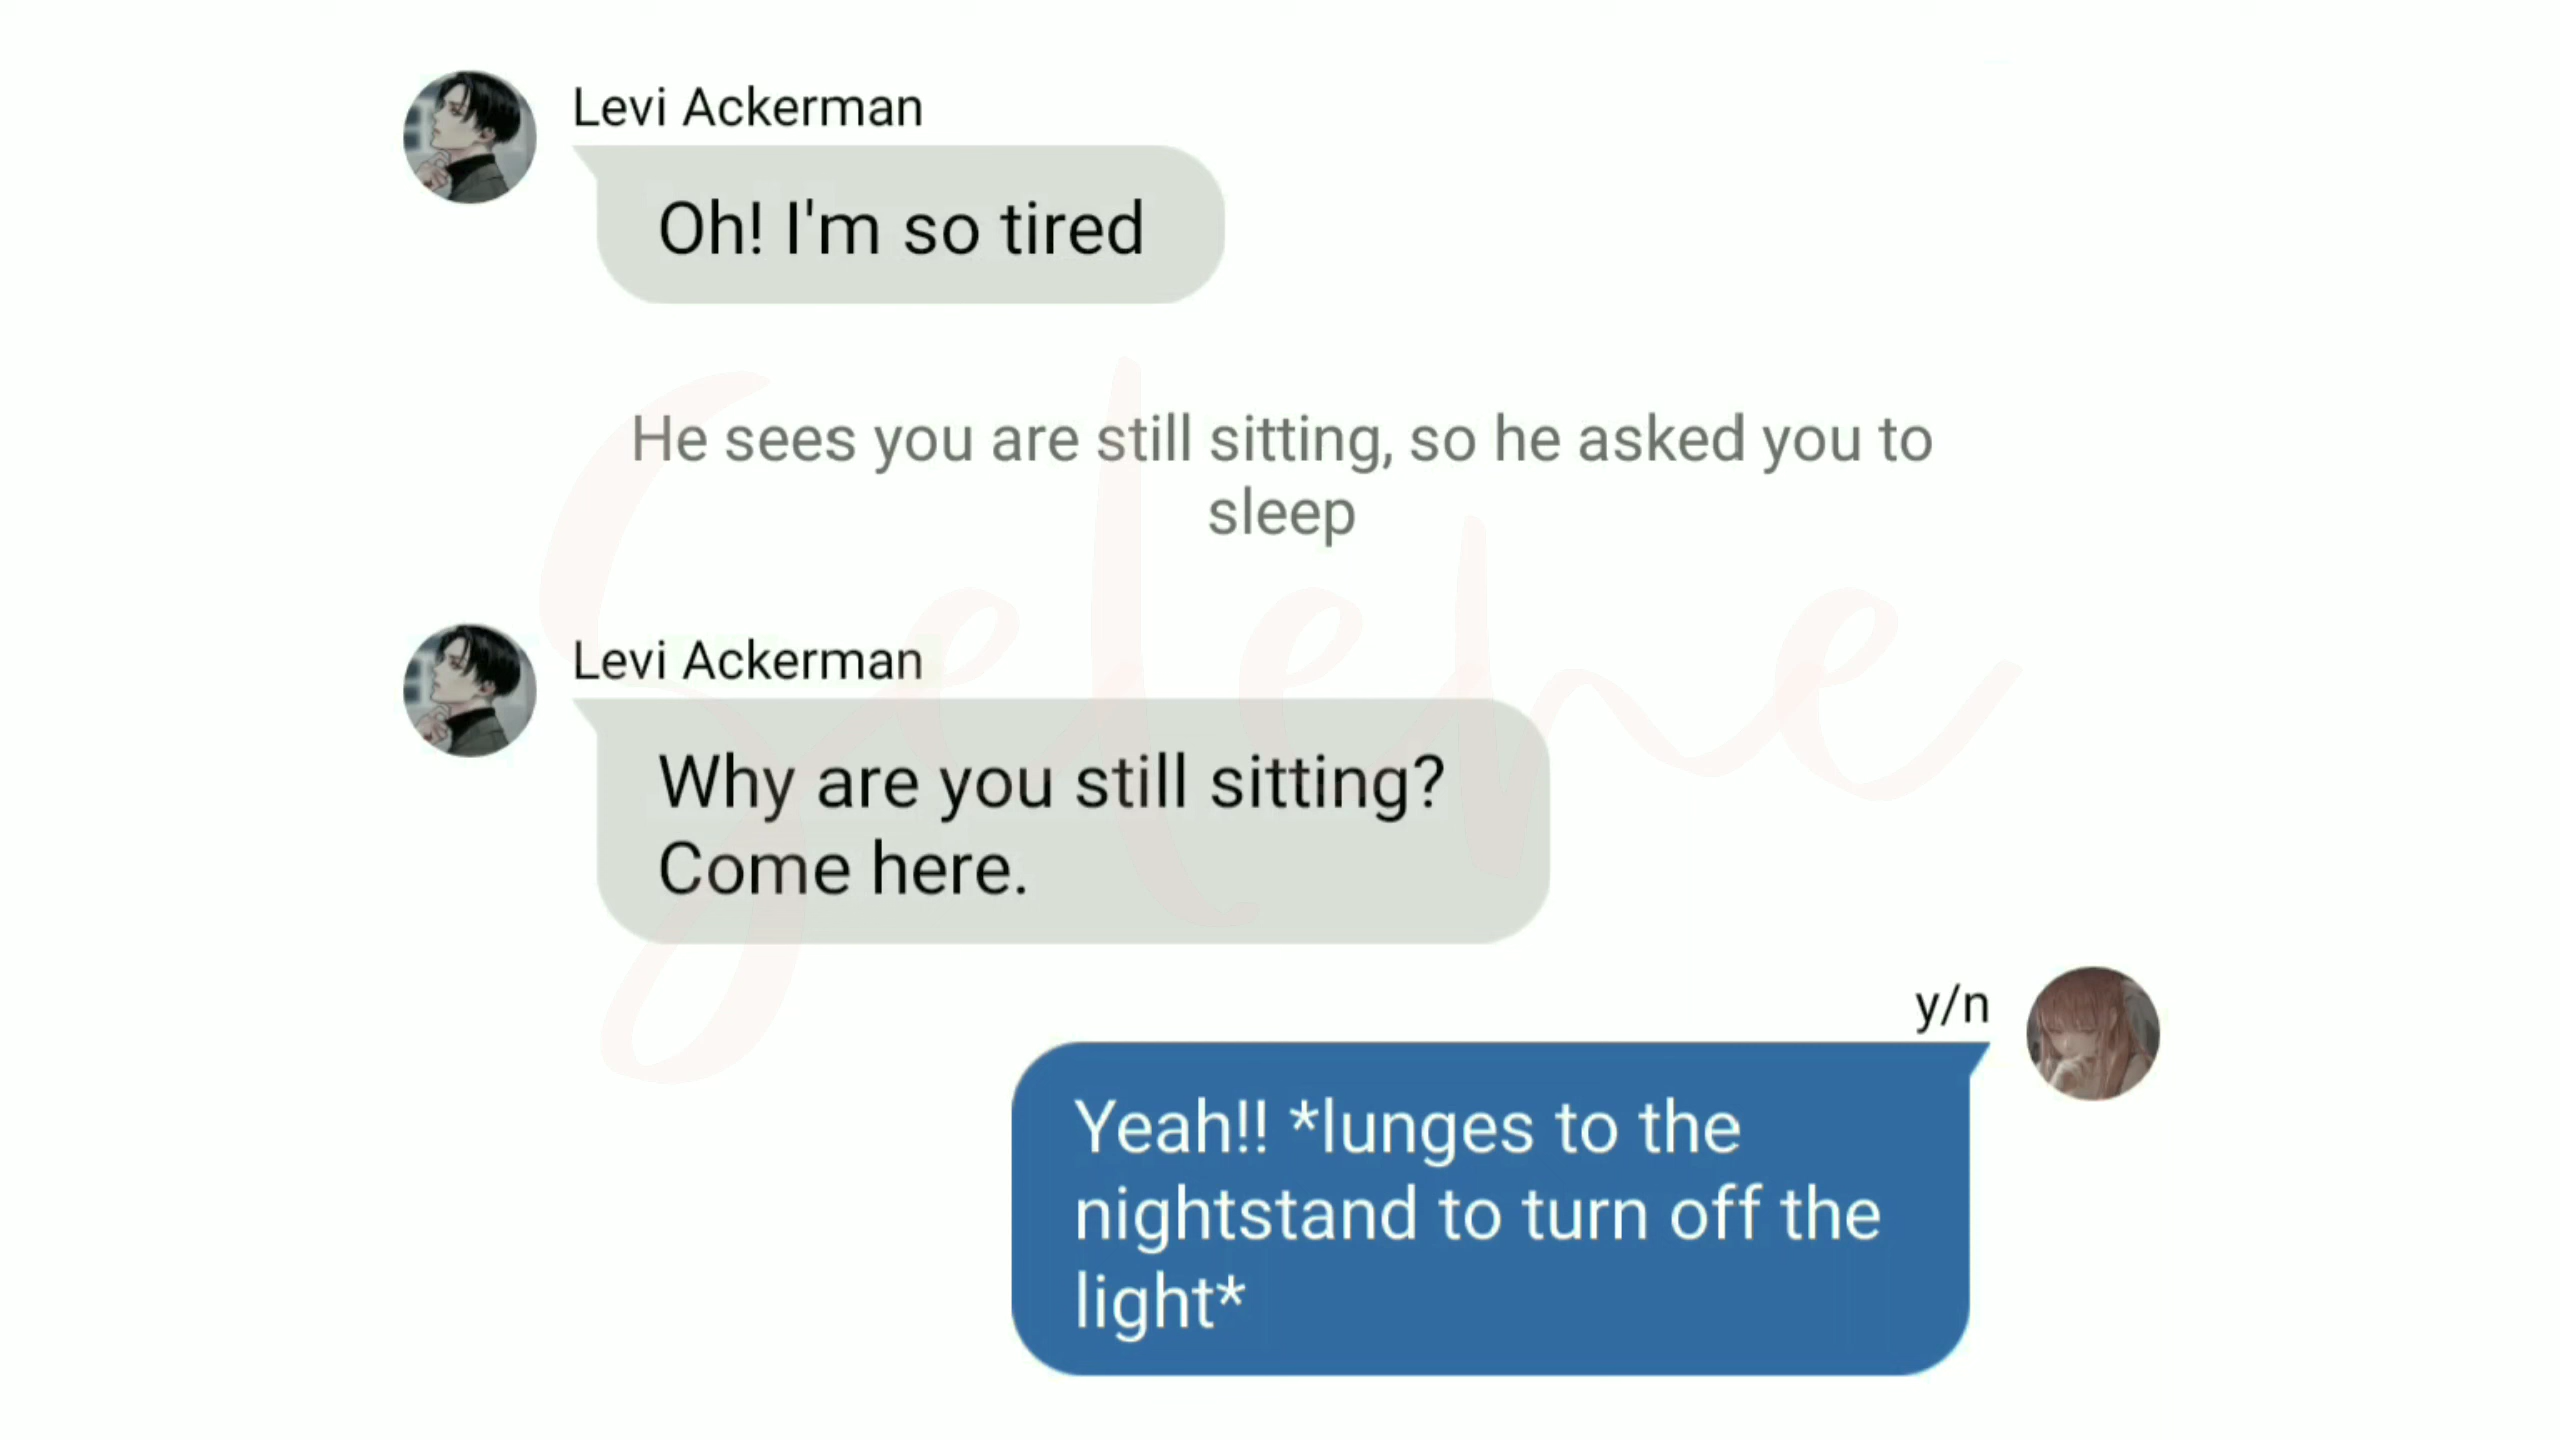 Levi Ackerman
Oh! I'm so tired
He sees you are still sitting, so he asked you to
sleep
Levi Ackerman
Why are you still sitting?
Come here.
y/n
Yeah!! *lunges to the
nightstand to turn off the
light*
Selene